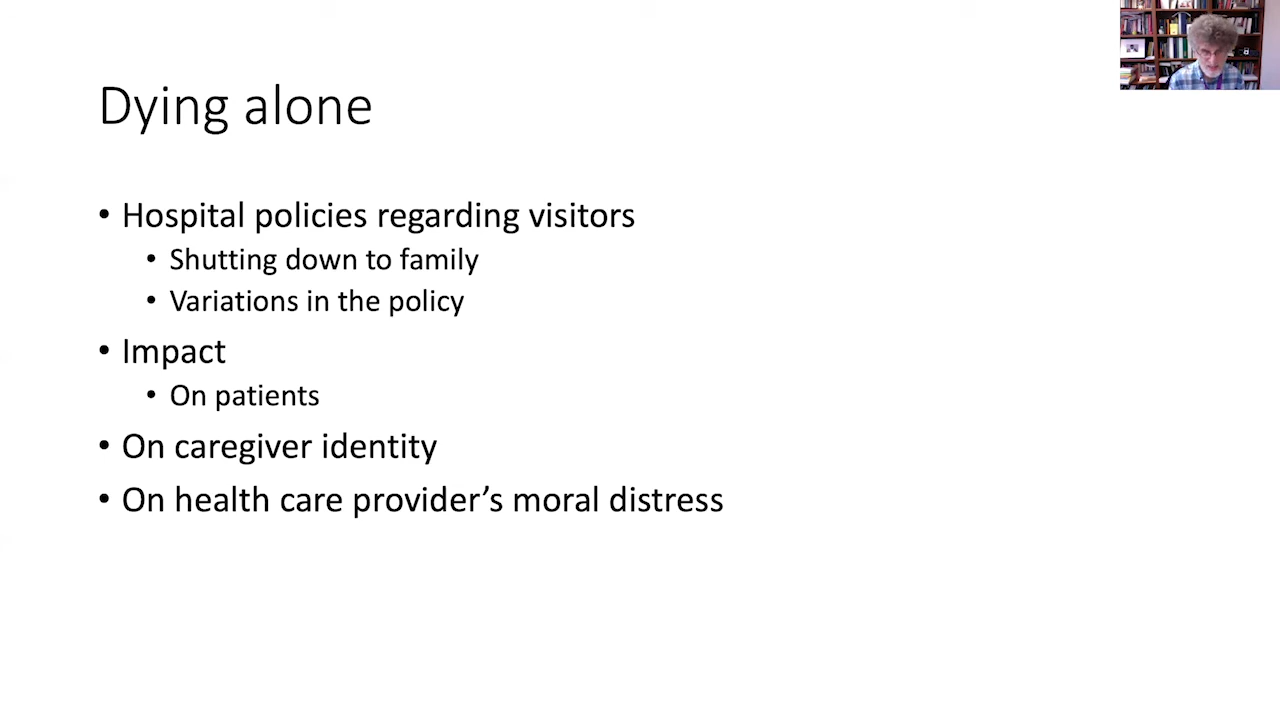 Dying alone
• Hospital policies regarding visitors
• Shutting down to family
• Variations in the policy
• Impact
• On patients
• On caregiver identity
• On health care provider’s moral distress